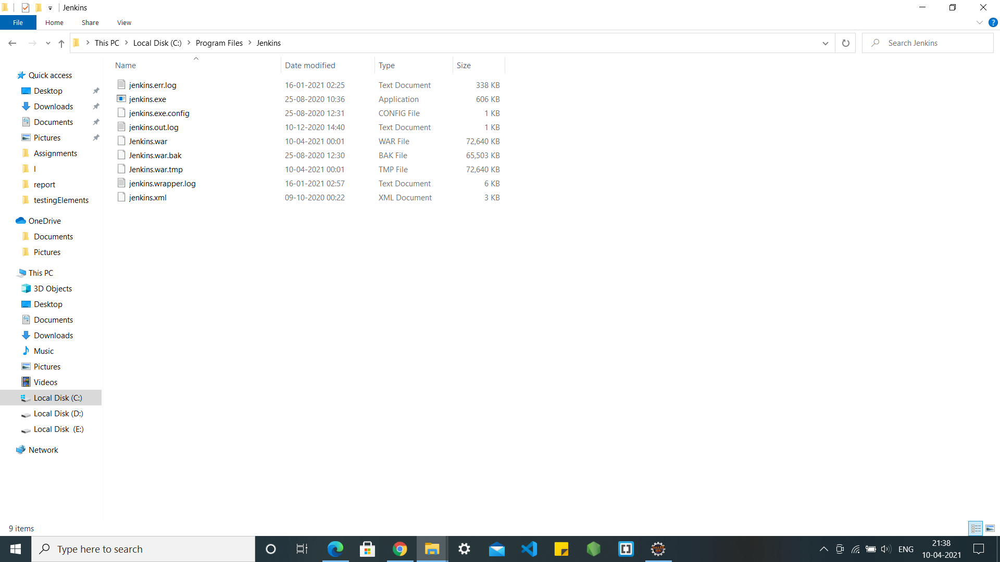 Jenkins
File Home Share View
This PC Local Disk (C:) Program Files Jenkins
Search Jenkins
Name Date modified Type Size
jenkins.err.log 16-01-2021 02:25 Text Document 338 KB
jenkins.exe 25-08-2020 10:36 Application 606 KB
jenkins.exe.config 25-08-2020 12:31 CONFIG File 1 KB
jenkins.out.log 10-12-2020 14:40 Text Document 1 KB
Jenkins.war 10-04-2021 00:01 WAR File 72,640 KB
Jenkins.war.bak 25-08-2020 12:30 BAK File 65,503 KB
Jenkins.war.tmp 10-04-2021 00:01 TMP File 72,640 KB
jenkins.wrapper.log 16-01-2021 02:57 Text Document 6 KB
jenkins.xml 09-10-2020 00:22 XML Document 3 KB
Quick access
Desktop
Downloads
Documents
Pictures
Assignments
report
testingElements
OneDrive
Documents
Pictures
This PC
3D Objects
Desktop
Documents
Downloads
Music
Pictures
Videos
Local Disk (C:)
Local Disk (D:)
Local Disk (E:)
Network
9 items
Type here to search
ENG
21:38
10-04-2021